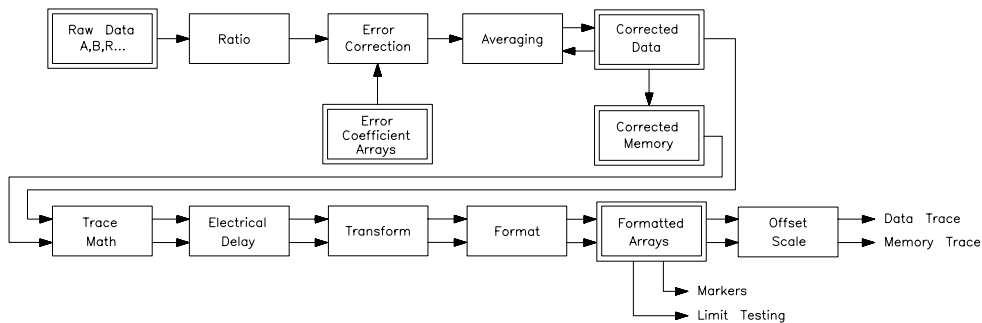 Raw Data
A,B,R...
Ratio
Error
Correction
Averaging
Corrected
Data
Error
Coefficient
Arrays
Corrected
Memory
Trace
Math
Electrical
Delay
Transform
Format
Formatted
Arrays
Offset
Scale
Data Trace
Memory Trace
Markers
Limit Testing